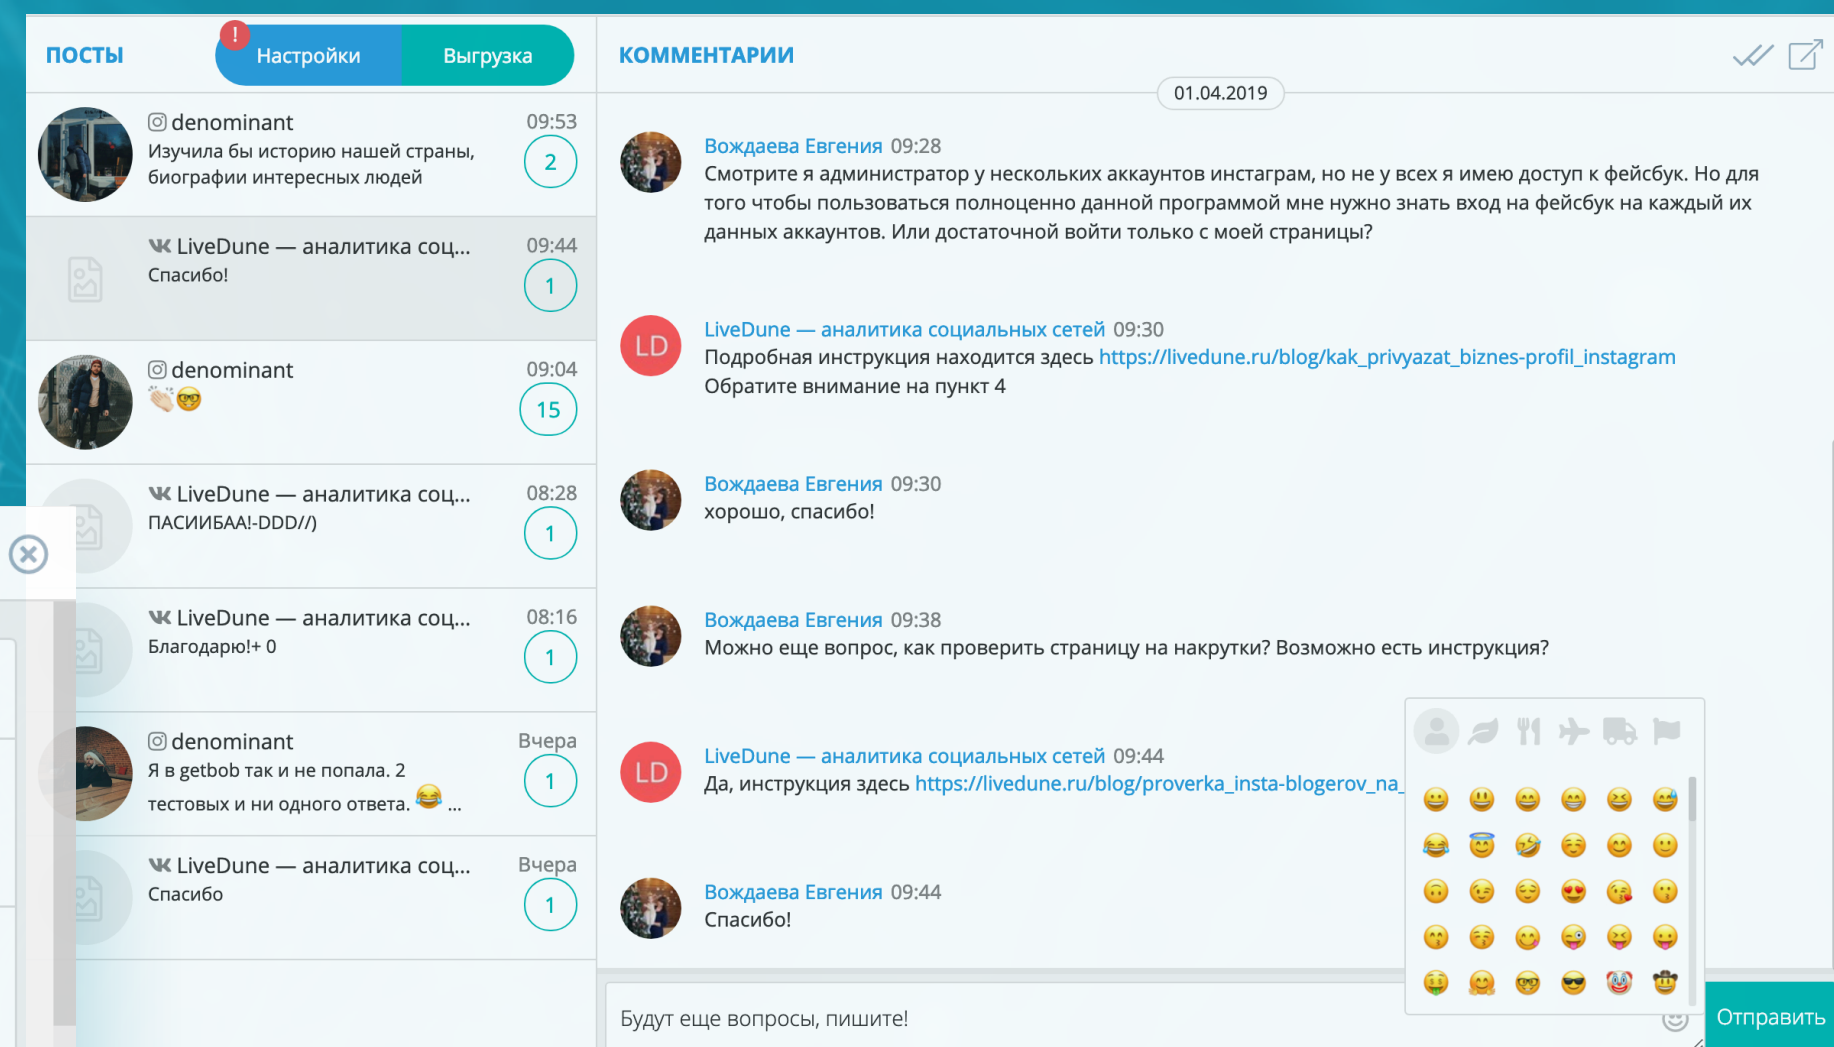 ПОСТЫ
!
Настройки
Выгрузка
denominant
09:53
Изучила бы историю нашей страны,
биографии интересных людей
2
LiveDune — аналитика соц...
09:44
Спасибо!
1
denominant
09:04
👏🏻🤓
15
LiveDune — аналитика соц...
08:28
ПАСИИБАА!-DDD//)
1
LiveDune — аналитика соц...
08:16
Благодарю!+ 0
1
denominant
Вчера
Я в getbob так и не попала. 2
тестовых и ни одного ответа. 😂 ...
1
LiveDune — аналитика соц...
Вчера
Спасибо
1
КОММЕНТАРИИ
01.04.2019
Вождаева Евгения 09:28
Смотрите я администратор у нескольких аккаунтов инстаграм, но не у всех я имею доступ к фейсбук. Но для
того чтобы пользоваться полноценно данной программой мне нужно знать вход на фейсбук на каждый их
данных аккаунтов. Или достаточной войти только с моей страницы?
LD
LiveDune — аналитика социальных сетей 09:30
Подробная инструкция находится здесь https://livedune.ru/blog/kak_privyazat_biznes-profil_instagram
Обратите внимание на пункт 4
Вождаева Евгения 09:30
хорошо, спасибо!
Вождаева Евгения 09:38
Можно еще вопрос, как проверить страницу на накрутки? Возможно есть инструкция?
LD
LiveDune — аналитика социальных сетей 09:44
Да, инструкция здесь https://livedune.ru/blog/proverka_insta-blogerov_na_
Вождаева Евгения 09:44
Спасибо!
Будут еще вопросы, пишите!
Отправить